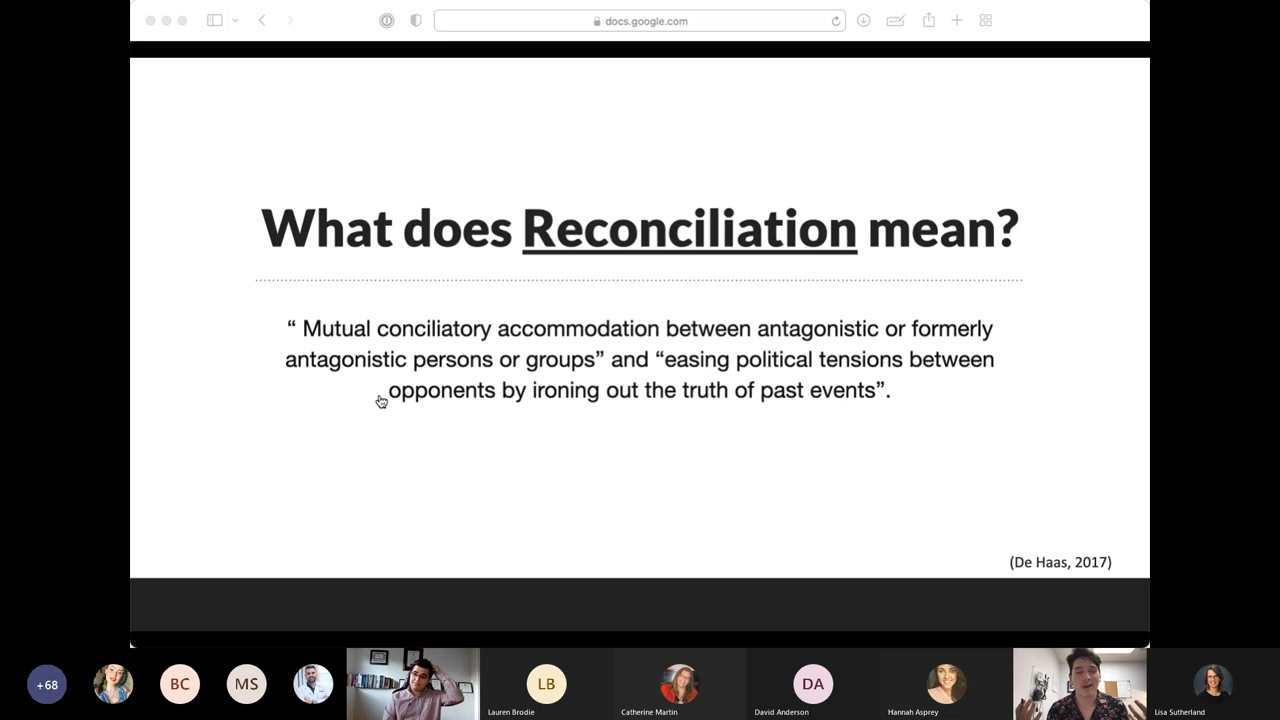 docs.google.com
What does Reconciliation mean?
“ Mutual conciliatory accommodation between antagonistic or formerly
antagonistic persons or groups” and “easing political tensions between
opponents by ironing out the truth of past events”.
(De Haas, 2017)
+68
BC
MS
LB
Lauren Brodie
Catherine Martin
DA
David Anderson
Hannah Asprey
Lisa Sutherland